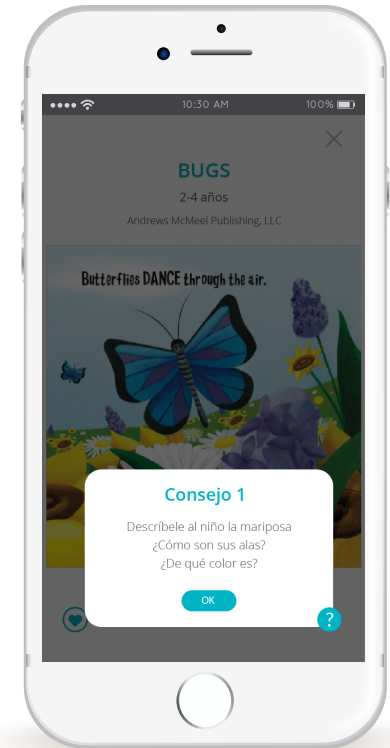 10:30 AM 100%
BUGS
2-4 años
Andrews McMeel Publishing, LLC
Butterflies DANCE through the air.
Consejo 1
Descríbele al niño la mariposa
¿Cómo son sus alas?
¿De qué color es?
OK
?